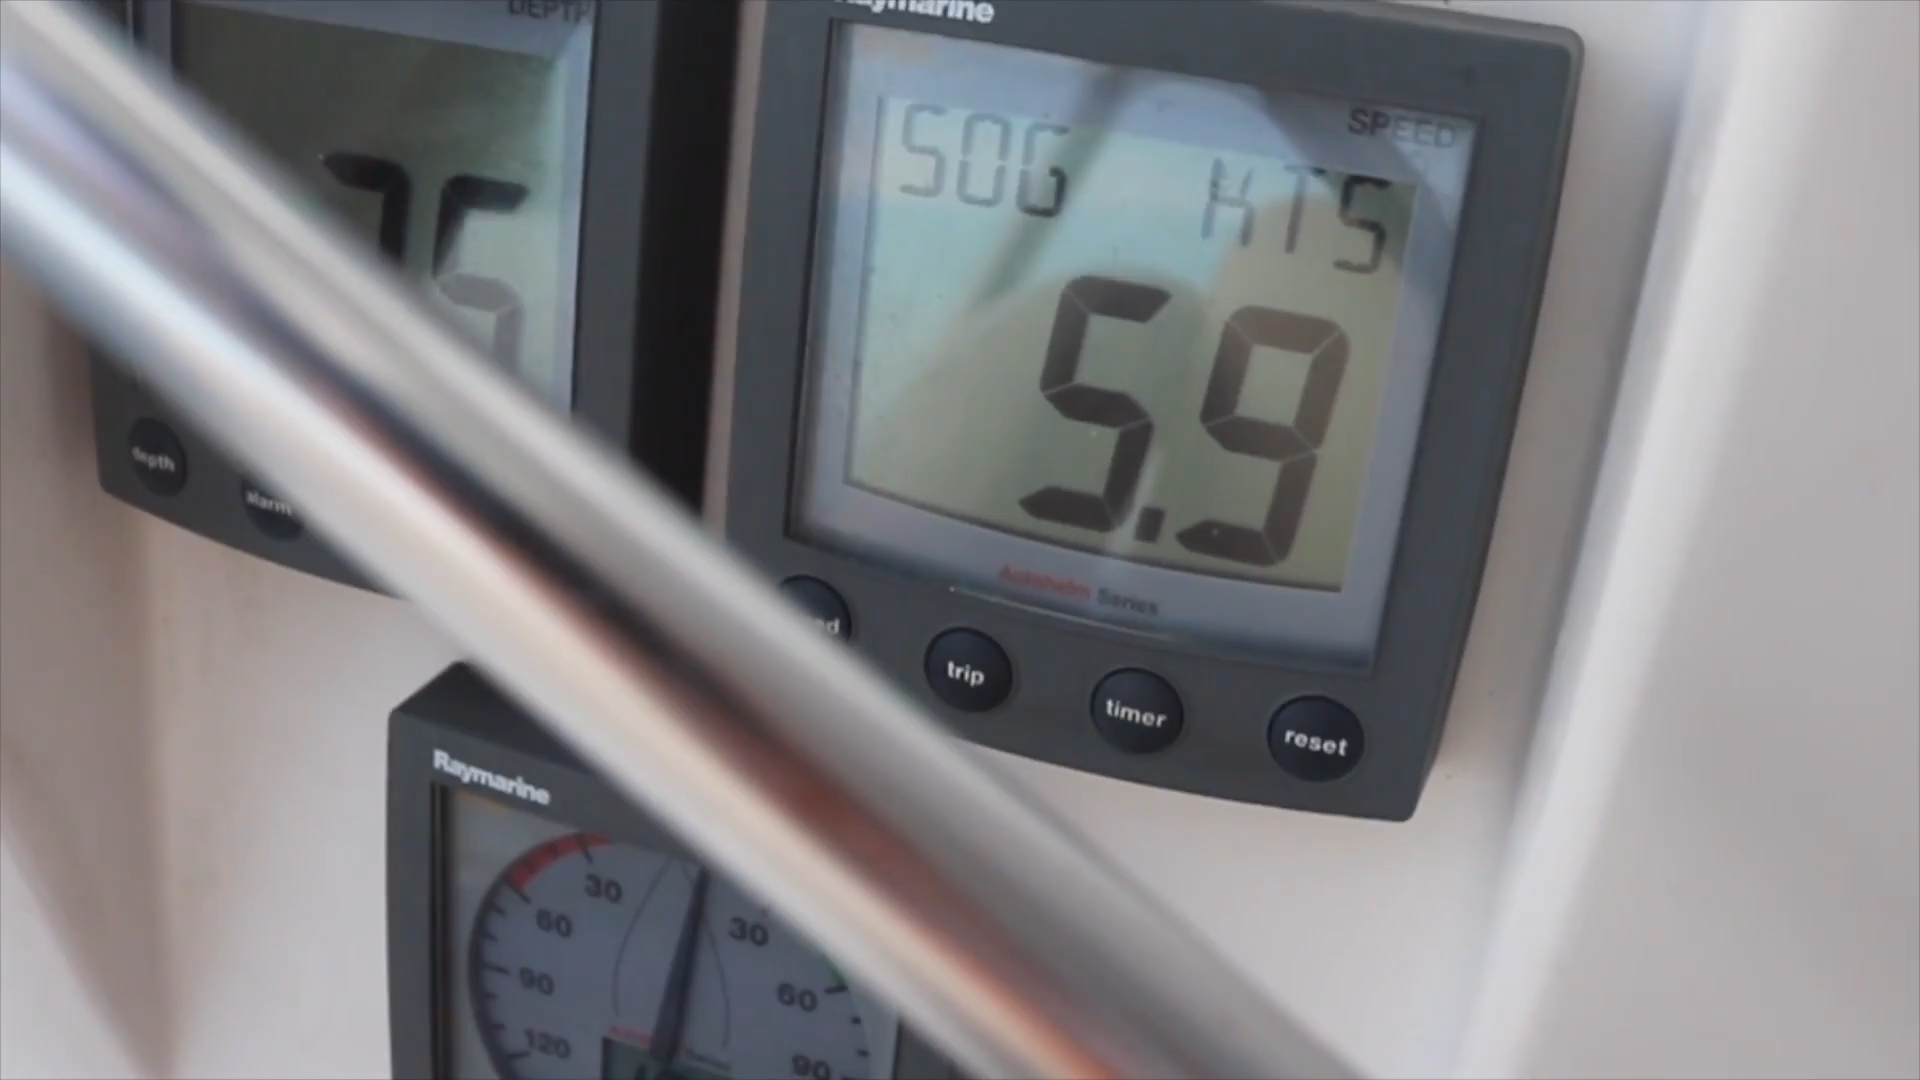 DEPTH
depth
alarm
Raymarine
SPEED
SOG KTS
5.9
Autohelm Series
trip
timer
reset
Raymarine
30
30
60
60
90
90
120